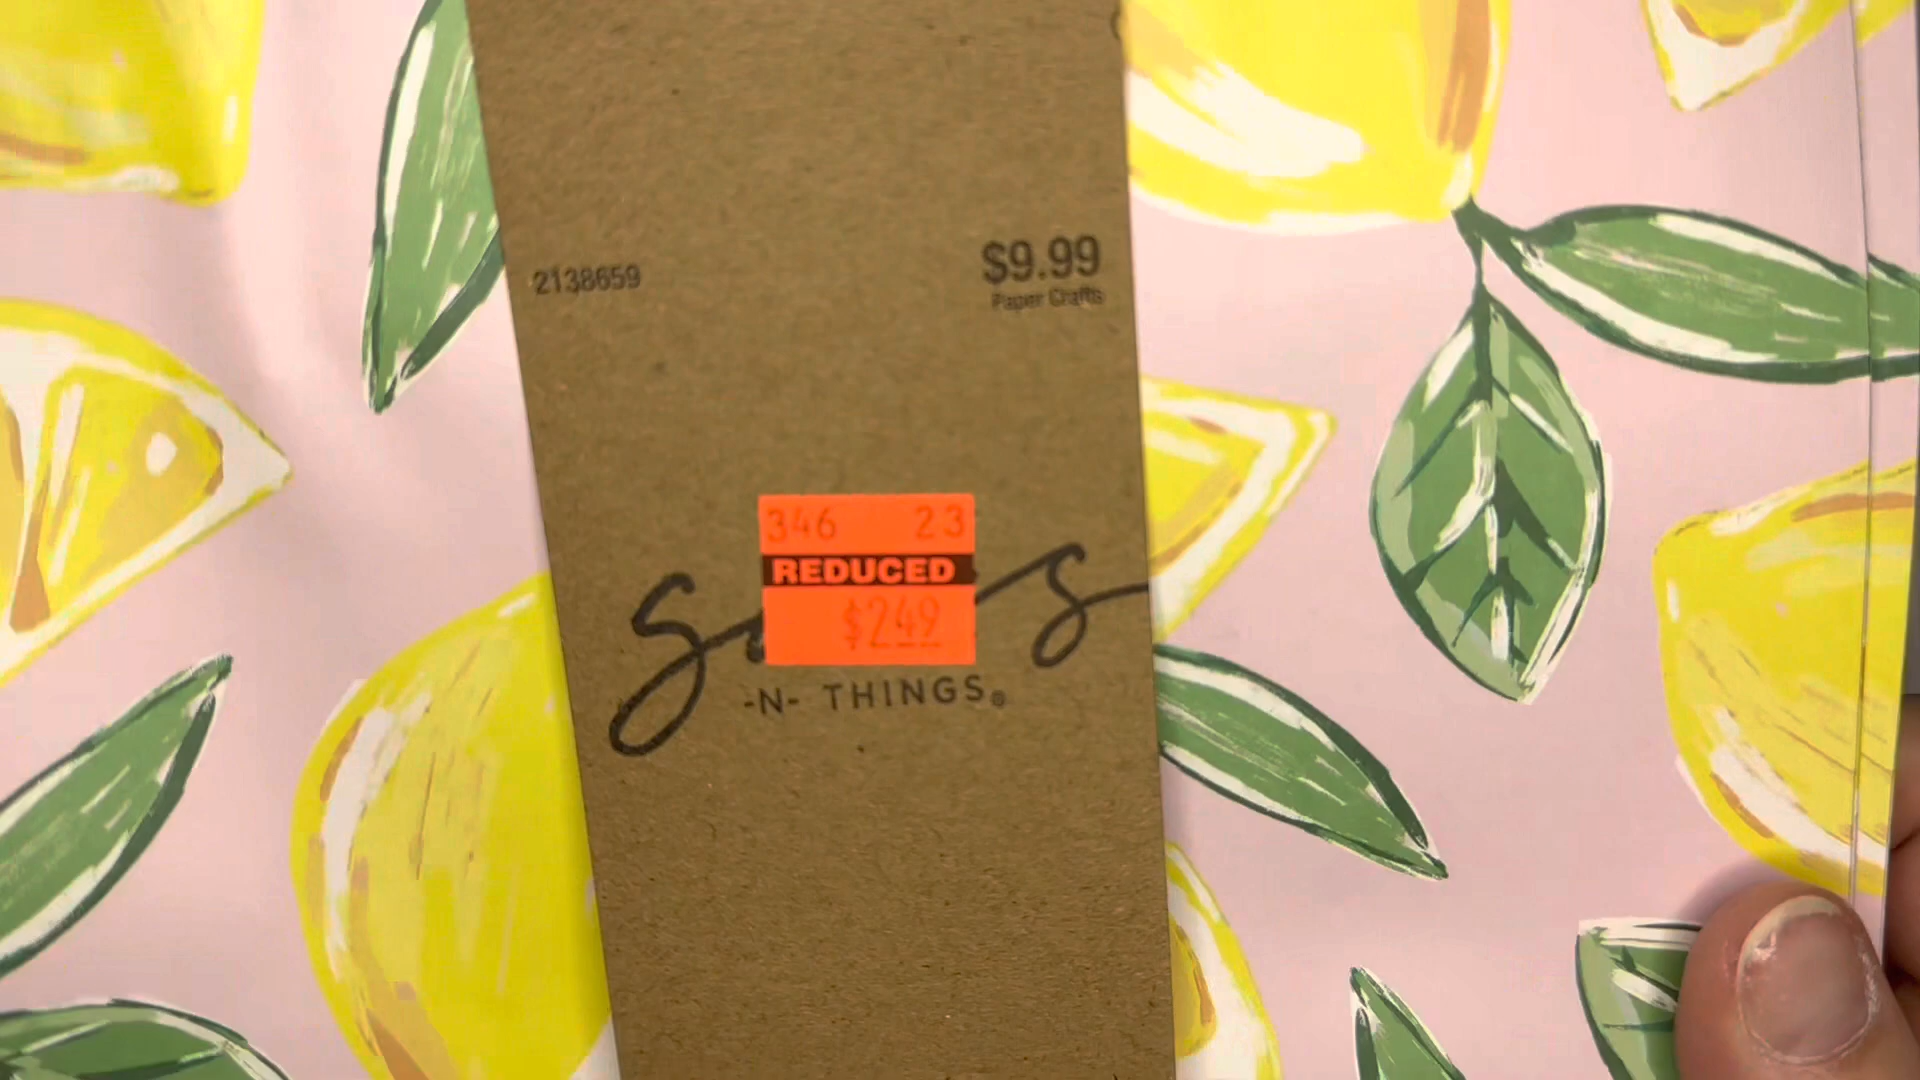 2138659
$9.99
Paper Crafts
346 23
REDUCED
$249
-N- THINGS®